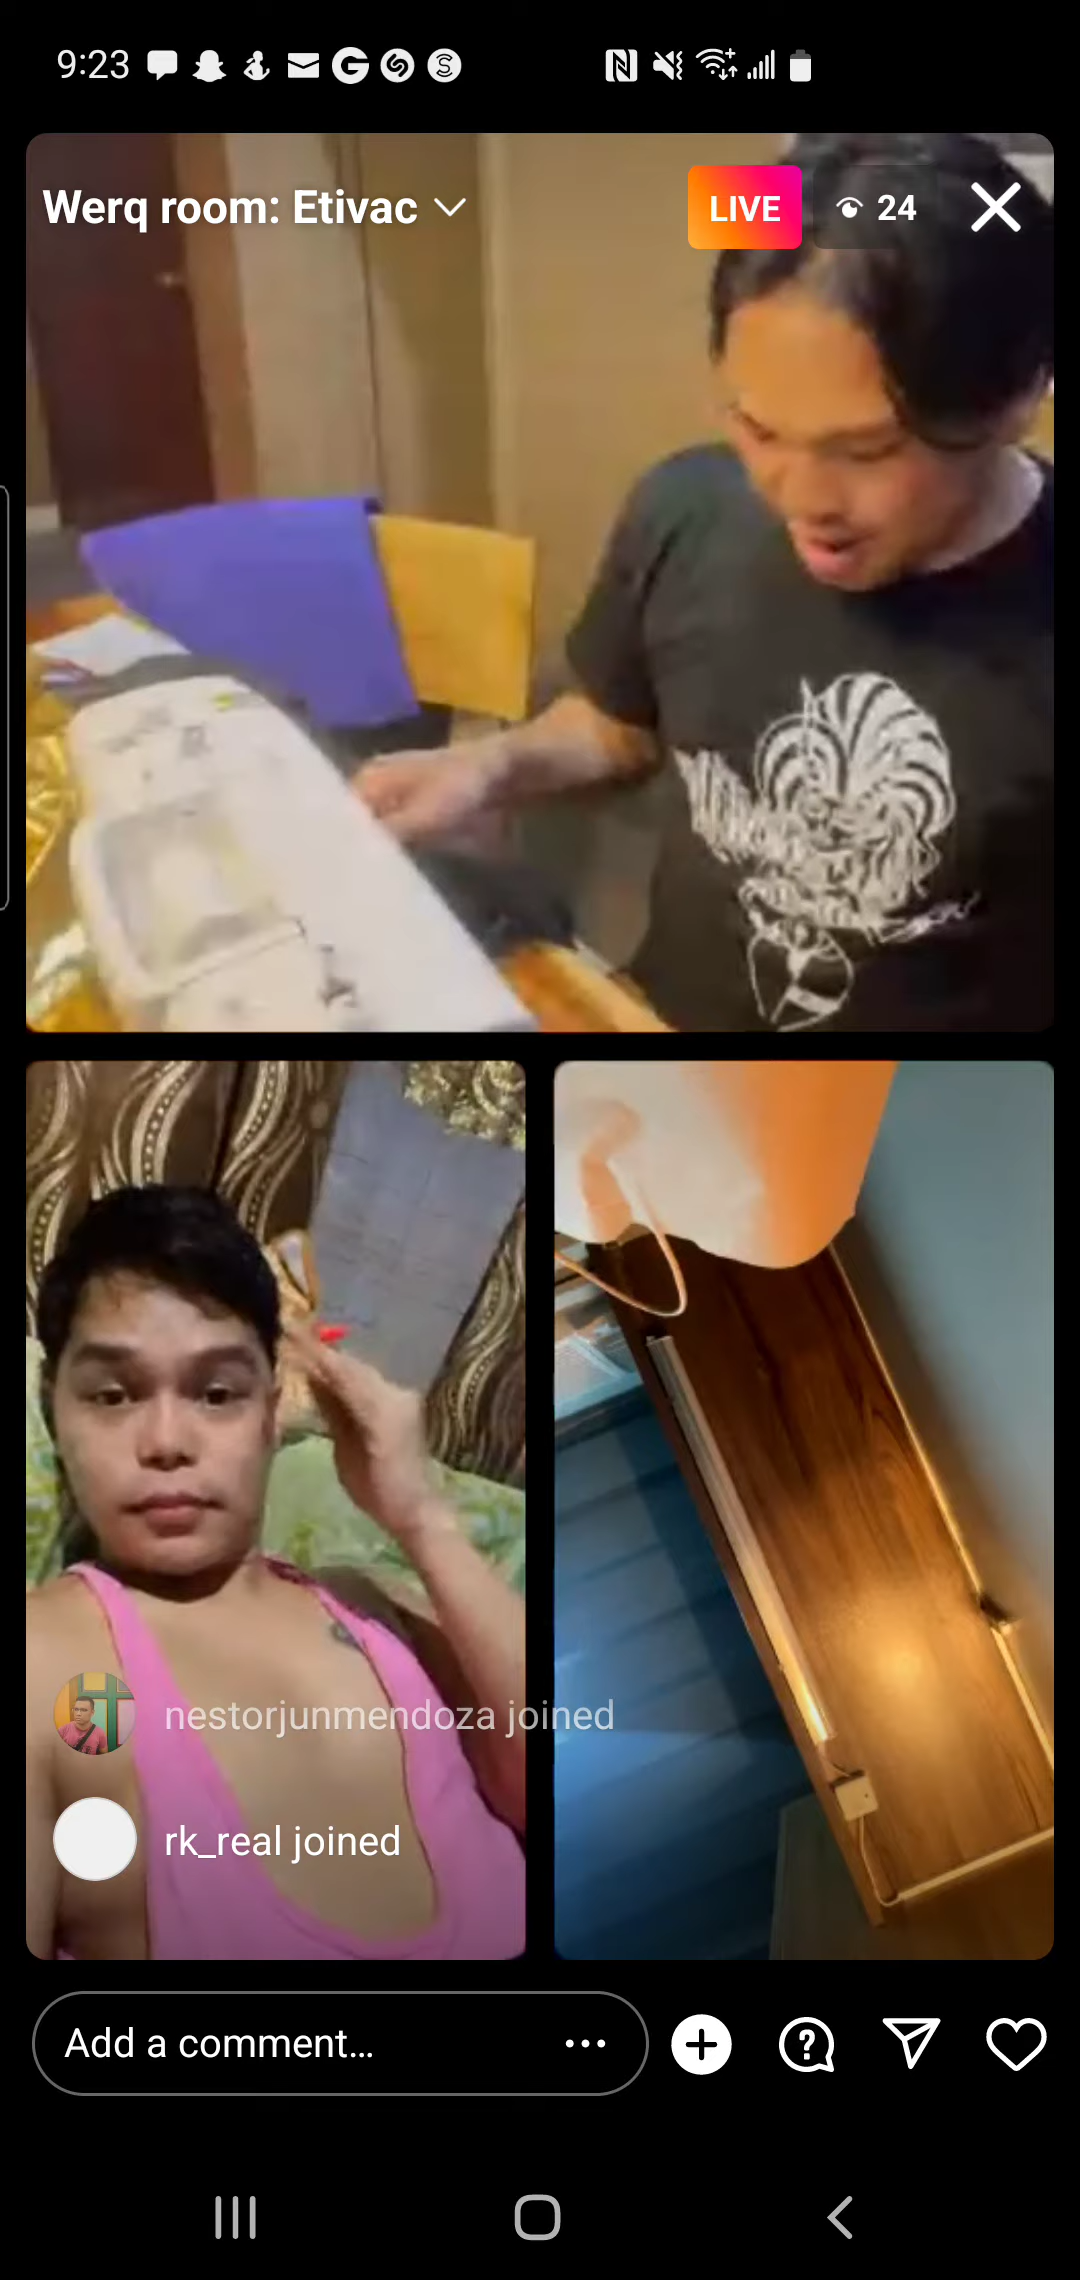 9:23
Werq room: Etivac
LIVE
24
nestorjunmendoza joined
rk_real joined
Add a comment...